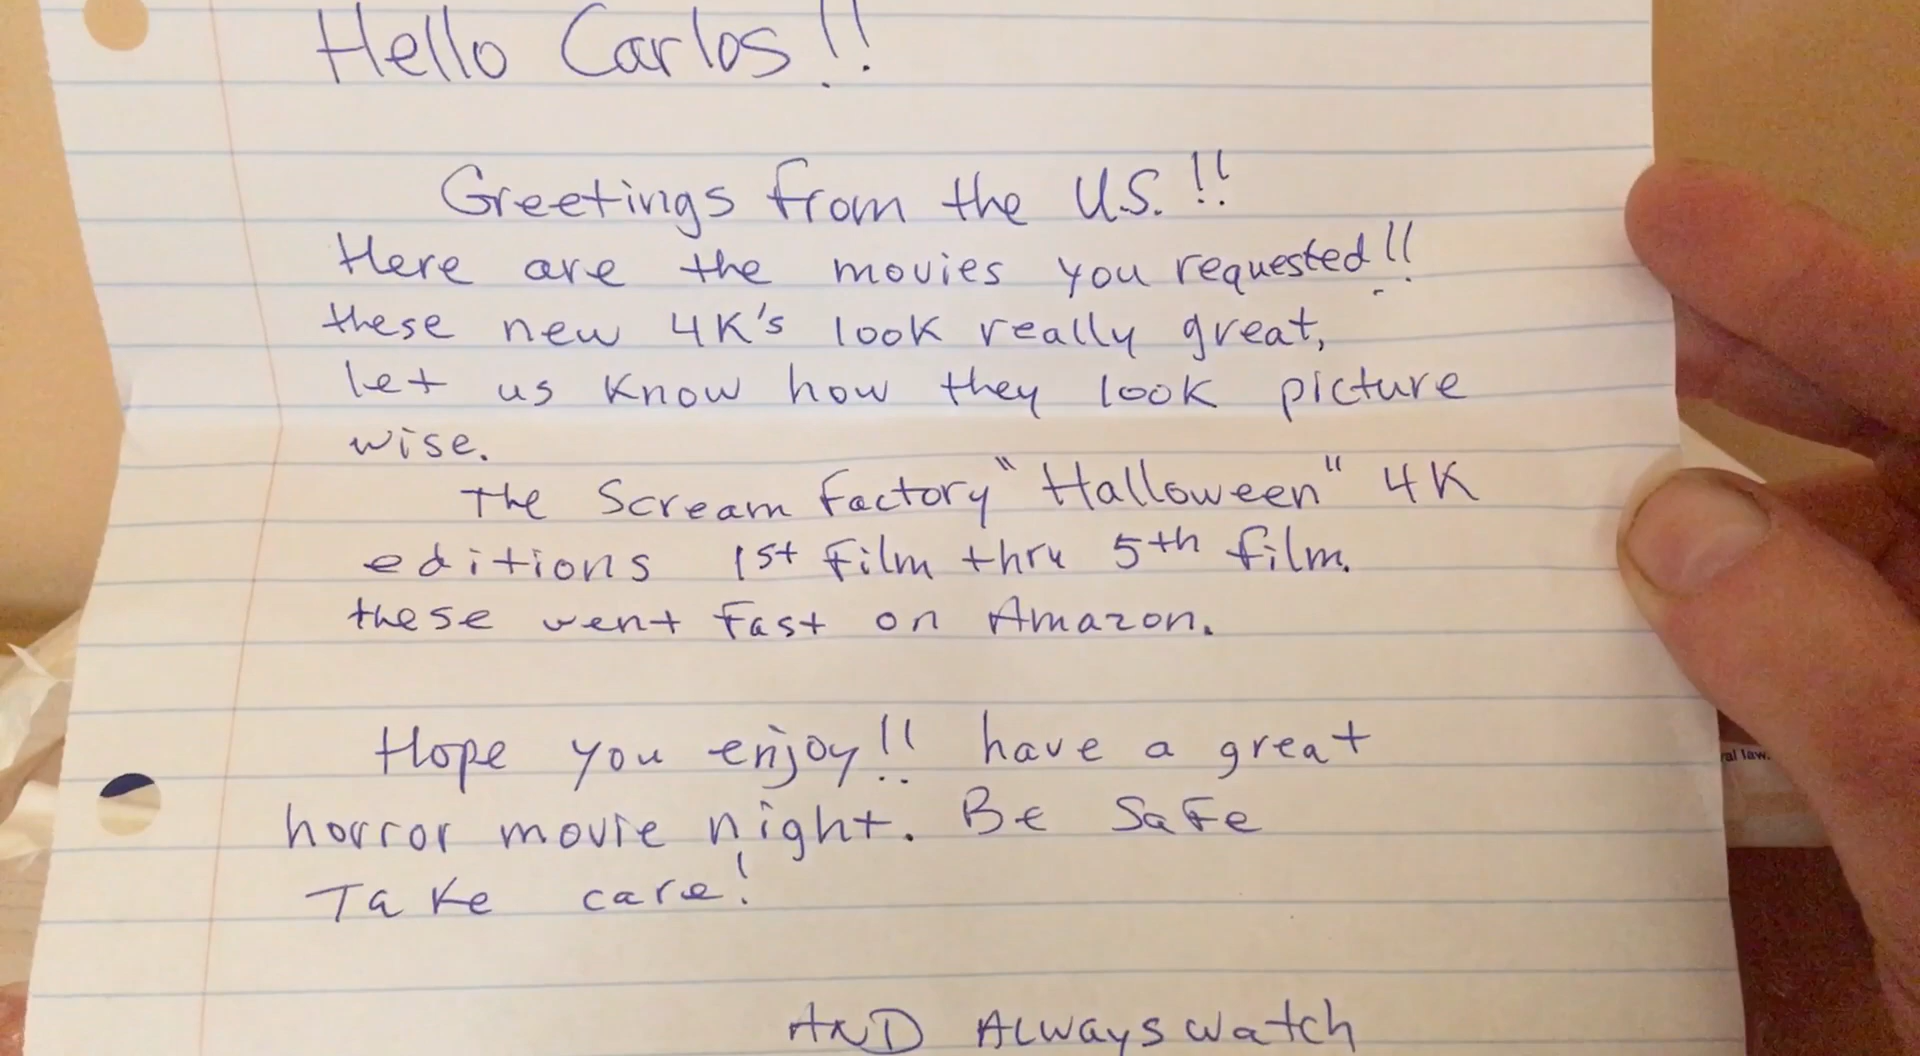 Hello Carlos!!
Greetings from the U.S.!!
Here are the movies you requested!!
these new 4K's look really great,
let us know how they look picture
wise.
The Scream Factory "Halloween" 4K
editions 1st film thru 5th film.
these went fast on Amazon.
Hope you enjoy!! have a great
horror movie night. Be Safe
Take care!
AND ALWAYS watch
al law.